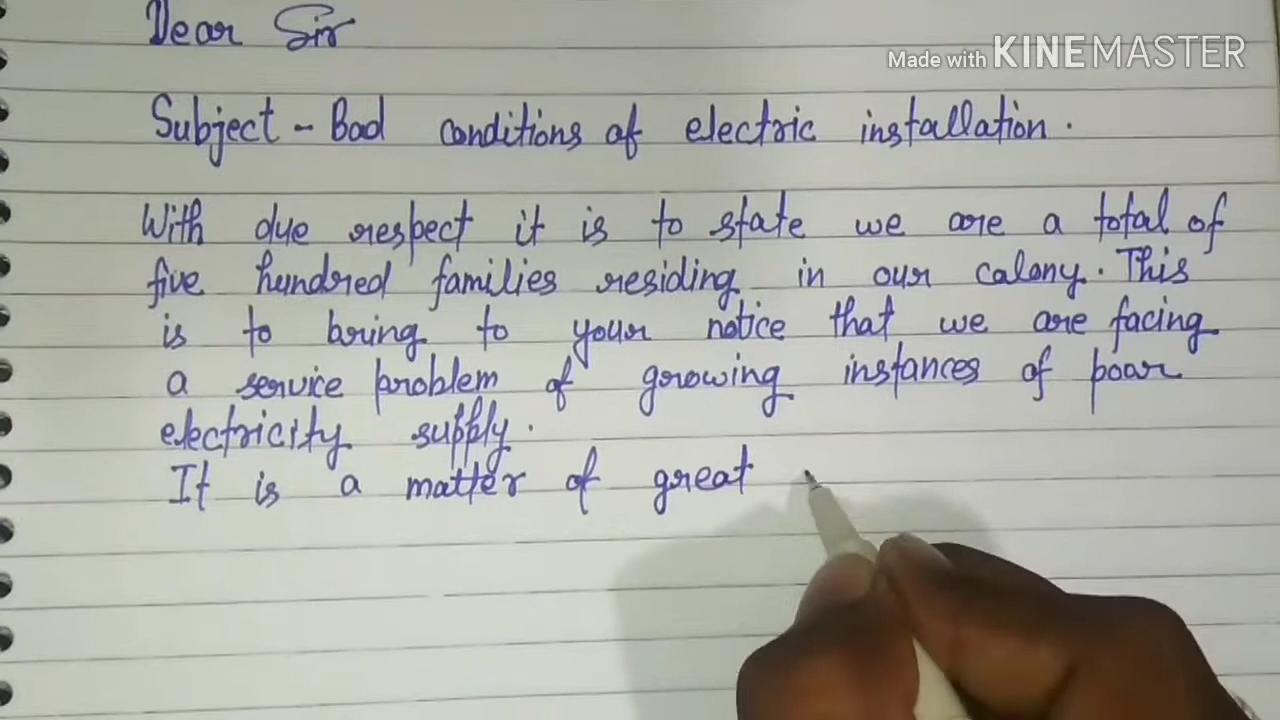 Dear Sir
Made with KINEMASTER
Subject - Bad conditions of electric installation.
With due respect it is to state we are a total of
five hundred families residing in our calony. This
is to bring to your notice that we are facing
a service problem of growing instances of poar
electricity supply.
It is a matter of great